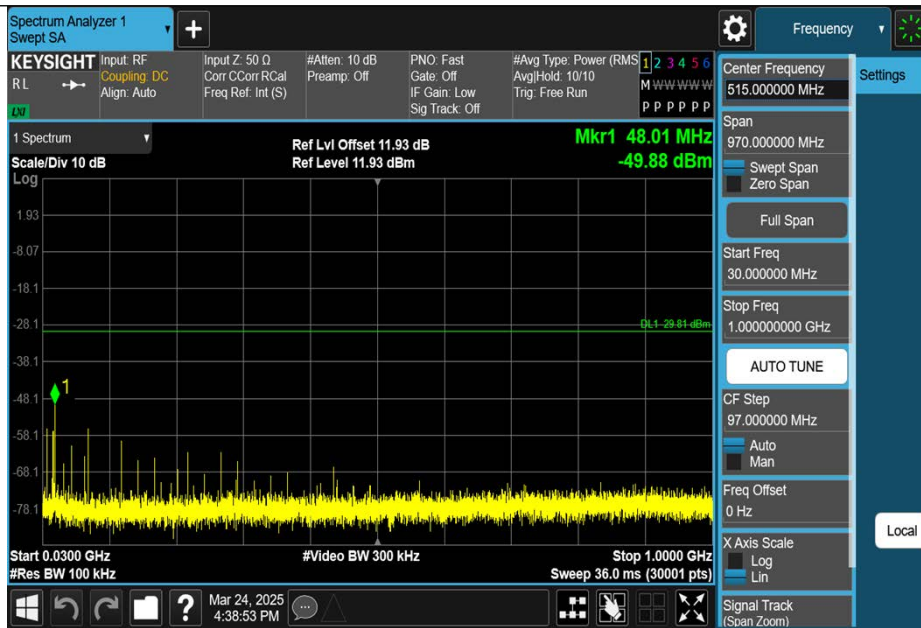 Spectrum Analyzer 1
Swept SA
+
Frequency
KEYSIGHT
R L
LXI
Input: RF
Coupling: DC
Align: Auto
Input Z: 50 Ω
Corr CCorr RCal
Freq Ref: Int (S)
#Atten: 10 dB
Preamp: Off
PNO: Fast
Gate: Off
IF Gain: Low
Sig Track: Off
#Avg Type: Power (RMS
Avg|Hold: 10/10
Trig: Free Run
1 2 3 4 5 6
M W W W W W
P P P P P P
1 Spectrum
Scale/Div 10 dB
Log
Ref Lvl Offset 11.93 dB
Ref Level 11.93 dBm
Mkr1 48.01 MHz
-49.88 dBm
1.93
-8.07
-18.1
-28.1
DL1 -29.81 dBm
-38.1
1
-48.1
-58.1
-68.1
-78.1
Start 0.0300 GHz
#Res BW 100 kHz
#Video BW 300 kHz
Stop 1.0000 GHz
Sweep 36.0 ms (30001 pts)
?
Mar 24, 2025
4:38:53 PM
Center Frequency
515.000000 MHz
Span
970.000000 MHz
Swept Span
Zero Span
Full Span
Start Freq
30.000000 MHz
Stop Freq
1.000000000 GHz
AUTO TUNE
CF Step
97.000000 MHz
Auto
Man
Freq Offset
0 Hz
X Axis Scale
Log
Lin
Signal Track
(Span Zoom)
Settings
Local